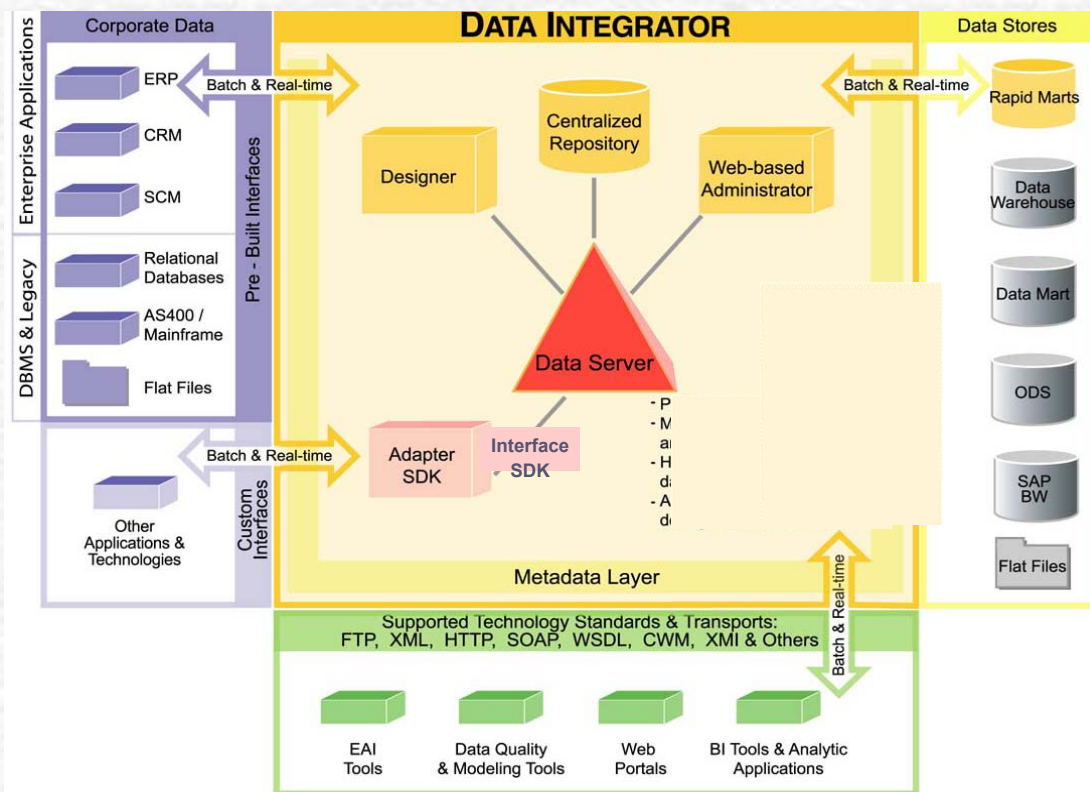 Corporate Data
DATA INTEGRATOR
Data Stores
Enterprise Applications
DBMS & Legacy
ERP
CRM
SCM
Relational
Databases
AS400 /
Mainframe
Flat Files
Pre - Built Interfaces
Batch & Real-time
Batch & Real-time
Designer
Centralized
Repository
Web-based
Administrator
Data Server
Adapter
SDK
Interface
SDK
- P
- M
- H
- A
Batch & Real-time
Other
Applications &
Technologies
Custom
Interfaces
Metadata Layer
Batch & Real-time
Rapid Marts
Data
Warehouse
Data Mart
ODS
SAP
BW
Flat Files
Supported Technology Standards & Transports:
FTP, XML, HTTP, SOAP, WSDL, CWM, XMI & Others
EAI
Tools
Data Quality
& Modeling Tools
Web
Portals
BI Tools & Analytic
Applications